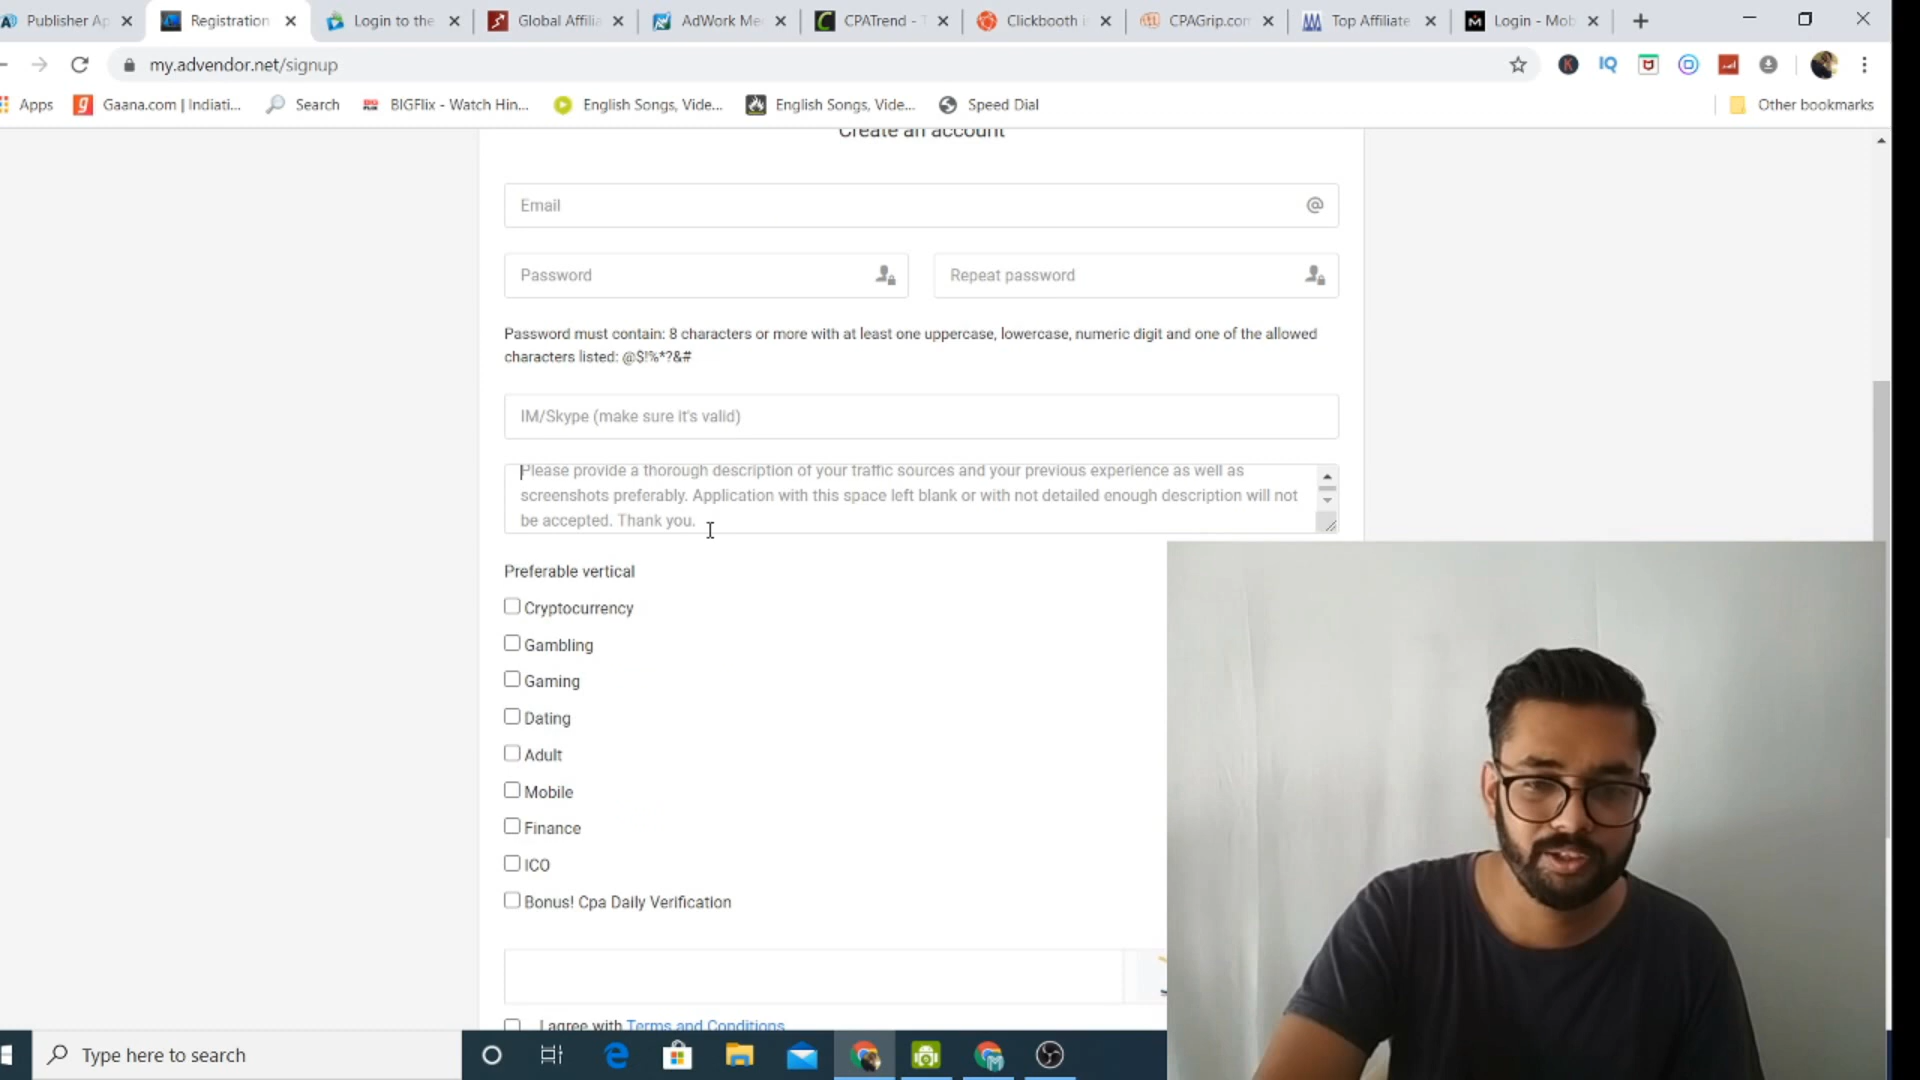 Publisher Ap
Registration
Login to the
Global Affilia
AdWork Me
CPATrend - T
Clickbooth i
CPAGrip.com
Top Affiliate
Login - Mob
my.advendor.net/signup
Apps
Gaana.com | Indiati...
Search
BIGFlix - Watch Hin...
English Songs, Vide...
English Songs, Vide...
Speed Dial
Other bookmarks
Create an account
Email
Password
Repeat password
Password must contain: 8 characters or more with at least one uppercase, lowercase, numeric digit and one of the allowed
characters listed: @$!%*?&#
IM/Skype (make sure it's valid)
Please provide a thorough description of your traffic sources and your previous experience as well as
screenshots preferably. Application with this space left blank or with not detailed enough description will not
be accepted. Thank you.
Preferable vertical
Cryptocurrency
Gambling
Gaming
Dating
Adult
Mobile
Finance
ICO
Bonus! Cpa Daily Verification
I agree with Terms and Conditions
Type here to search